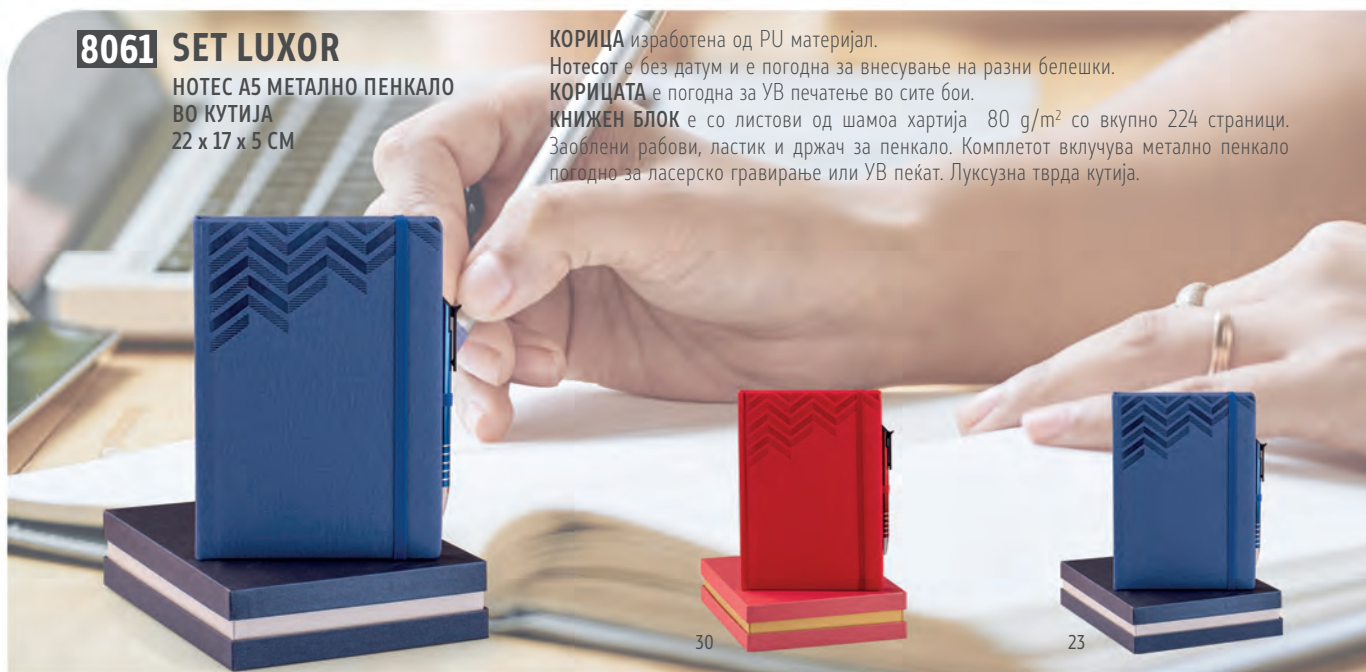 8061 SET LUXOR
НОТЕС А5 МЕТАЛНО ПЕНКАЛО
ВО КУТИЈА
22 x 17 x 5 CM
КОРИЦА изработена од PU материјал.
Нотесот е без датум и е погодна за внесување на разни белешки.
КОРИЦАТА е погодна за УВ печатење во сите бои.
КНИЖЕН БЛОК е со листови од шамоа хартија 80 g/m² со вкупно 224 страници.
Заоблени рабови, ластик и држач за пенкало. Комплетот вклучува метално пенкало
погодно за ласерско гравирање или УВ пеќат. Луксузна тврда кутија.
30
23